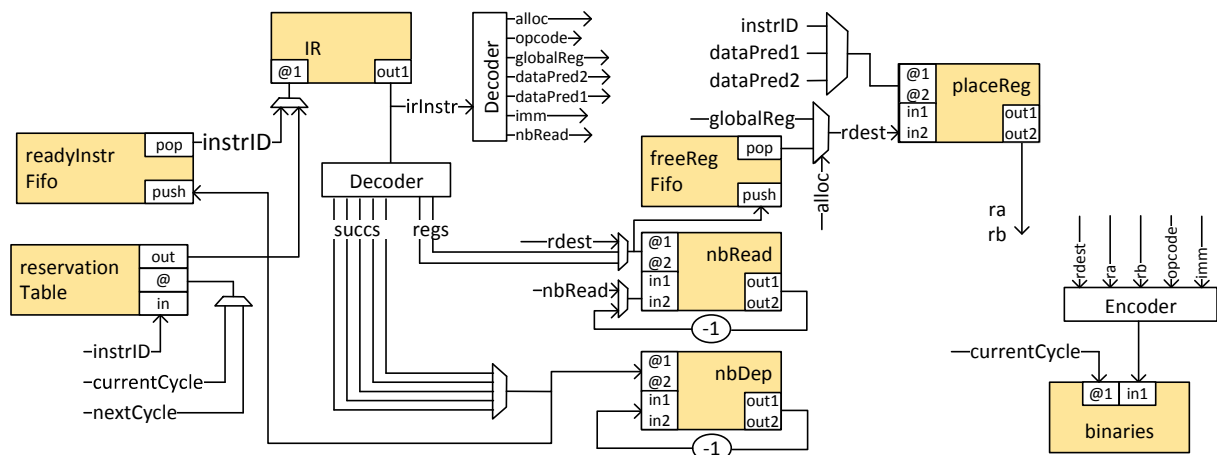 IR
@1
out1
irInstr
Decoder
alloc
opcode
globalReg
dataPred2
dataPred1
imm
nbRead
instrID
dataPred1
dataPred2
@1
@2
in1
in2
placeReg
out1
out2
ra
rb
readyInstr
Fifo
pop
push
instrID
Decoder
succs
regs
globalReg
rdest
alloc
freeReg
Fifo
pop
push
reservation
Table
out
@
in
instrID
currentCycle
nextCycle
rdest
nbRead
@1
@2
in1
in2
nbRead
out1
out2
-1
@1
@2
in1
in2
nbDep
out1
out2
-1
rdest
ra
rb
opcode
imm
Encoder
currentCycle
@1
in1
binaries